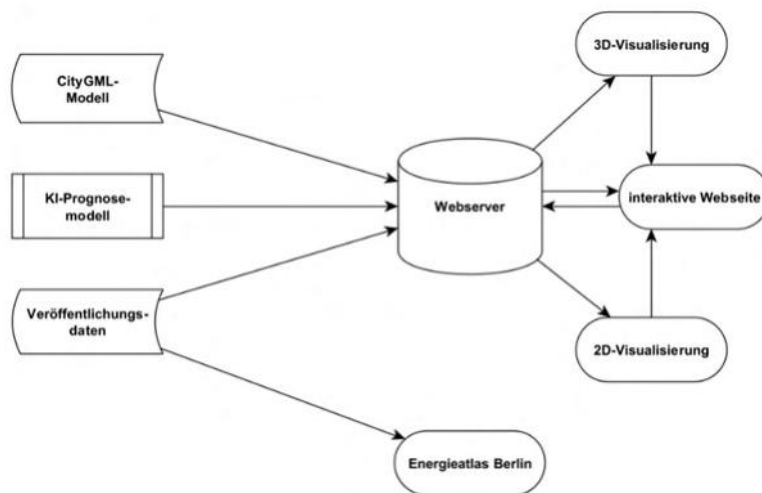 3D-Visualisierung
CityGML-
Modell
KI-Prognose-
modell
Webserver
interaktive Webseite
Veröffentlichungs-
daten
2D-Visualisierung
Energieatlas Berlin